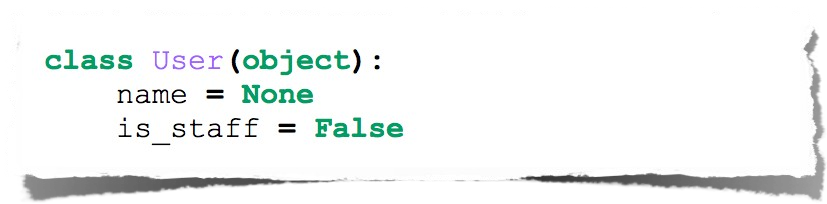 class User(object):
    name = None
    is_staff = False